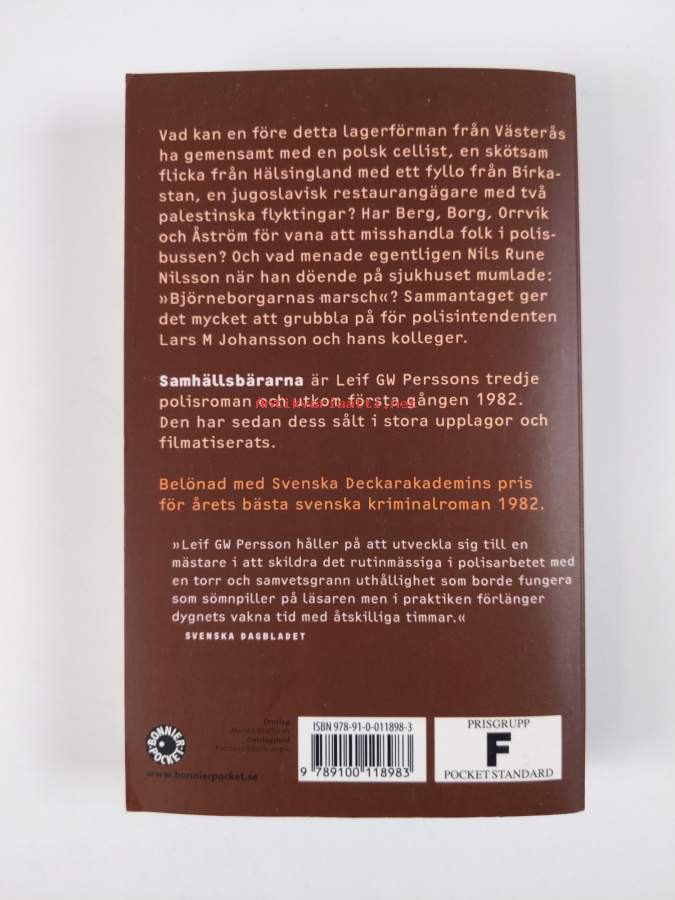 Vad kan en före detta lagerförman från Västerås
ha gemensamt med en polsk cellist, en skötsam
flicka från Hälsingland med ett fyllo från Birka-
stan, en jugoslavisk restaurangägare med två
palestinska flyktingar? Har Berg, Borg, Orrvik
och Åström för vana att misshandla folk i polis-
bussen? Och vad menade egentligen Nils Rune
Nilsson när han döende på sjukhuset mumlade:
»Björneborgarnas marsch«? Sammantaget ger
det mycket att grubbla på för polisintendenten
Lars M Johansson och hans kolleger.
Samhällsbärarna är Leif GW Perssons tredje
polisroman och utkom första gången 1982.
Antikvariaatti.net
Den har sedan dess sålt i stora upplagor och
filmatiserats.
Belönad med Svenska Deckarakademins pris
för årets bästa svenska kriminalroman 1982.
»Leif GW Persson håller på att utveckla sig till en
mästare i att skildra det rutinmässiga i polisarbetet med
en torr och samvetsgrann uthållighet som borde fungera
som sömnpiller på läsaren men i praktiken förlänger
dygnets vakna tid med åtskilliga timmar.«
SVENSKA DAGBLADET
Omslag
Omslagsbild
BONNIER POCKET
www.bonnierpocket.se
ISBN 978-91-0-011898-3
9 789100 118983
PRISGRUPP
F
POCKET STANDARD